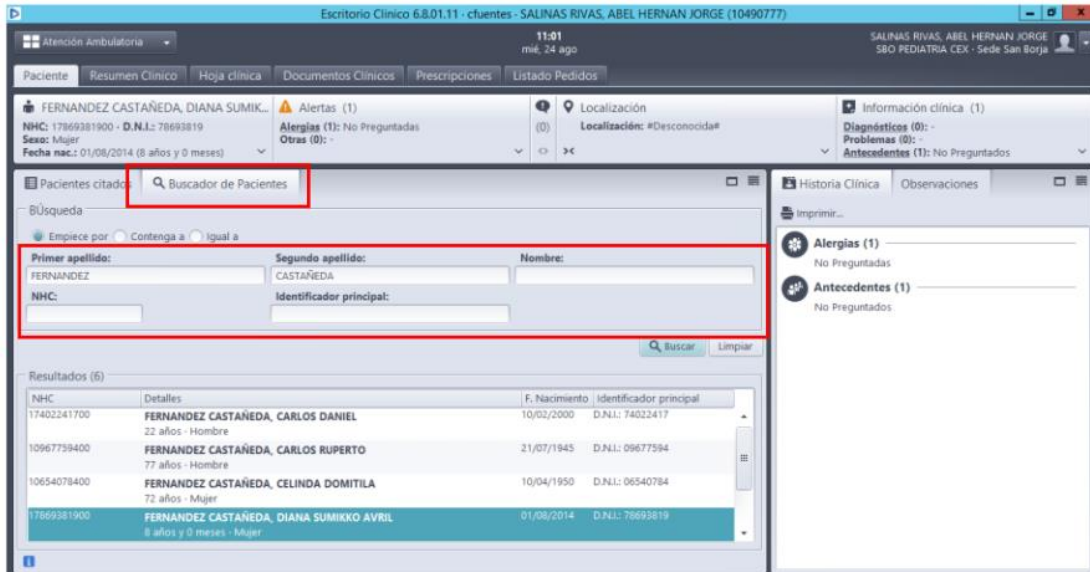 Escritorio Clinico 6.8.01.11 - cfuentes - SALINAS RIVAS, ABEL HERNAN JORGE (10490777)
Atención Ambulatoria
11:01
mié, 24 ago
SALINAS RIVAS, ABEL HERNAN JORGE
SBO PEDIATRIA CEX - Sede San Borja
Paciente Resumen Clinico Hoja clínica Documentos Clínicos Prescripciones Listado Pedidos
FERNANDEZ CASTAÑEDA, DIANA SUMIK...
NHC: 17869381900 - D.N.I.: 78693819
Sexo: Mujer
Fecha nac.: 01/08/2014 (8 años y 0 meses)
Alertas (1)
Alergias (1): No Preguntadas
Otras (0): -
(0)
Localización
Localización: #Desconocida#
Información clínica (1)
Diagnósticos (0): -
Problemas (0): -
Antecedentes (1): No Preguntados
Pacientes citados Buscador de Pacientes
BÚsqueda
Empiece por Contenga a Igual a
Primer apellido: Segundo apellido: Nombre:
FERNANDEZ CASTAÑEDA
NHC: Identificador principal:
Buscar Limpiar
Resultados (6)
NHC Detalles F. Nacimiento Identificador principal
17402241700 FERNANDEZ CASTAÑEDA, CARLOS DANIEL 10/02/2000 D.N.I.: 74022417
22 años - Hombre
10967759400 FERNANDEZ CASTAÑEDA, CARLOS RUPERTO 21/07/1945 D.N.I.: 09677594
77 años - Hombre
10654078400 FERNANDEZ CASTAÑEDA, CELINDA DOMITILA 10/04/1950 D.N.I.: 06540784
72 años - Mujer
17869381900 FERNANDEZ CASTAÑEDA, DIANA SUMIKKO AVRIL 01/08/2014 D.N.I.: 78693819
8 años y 0 meses - Mujer
Historia Clínica Observaciones
Imprimir...
Alergias (1)
No Preguntadas
Antecedentes (1)
No Preguntados